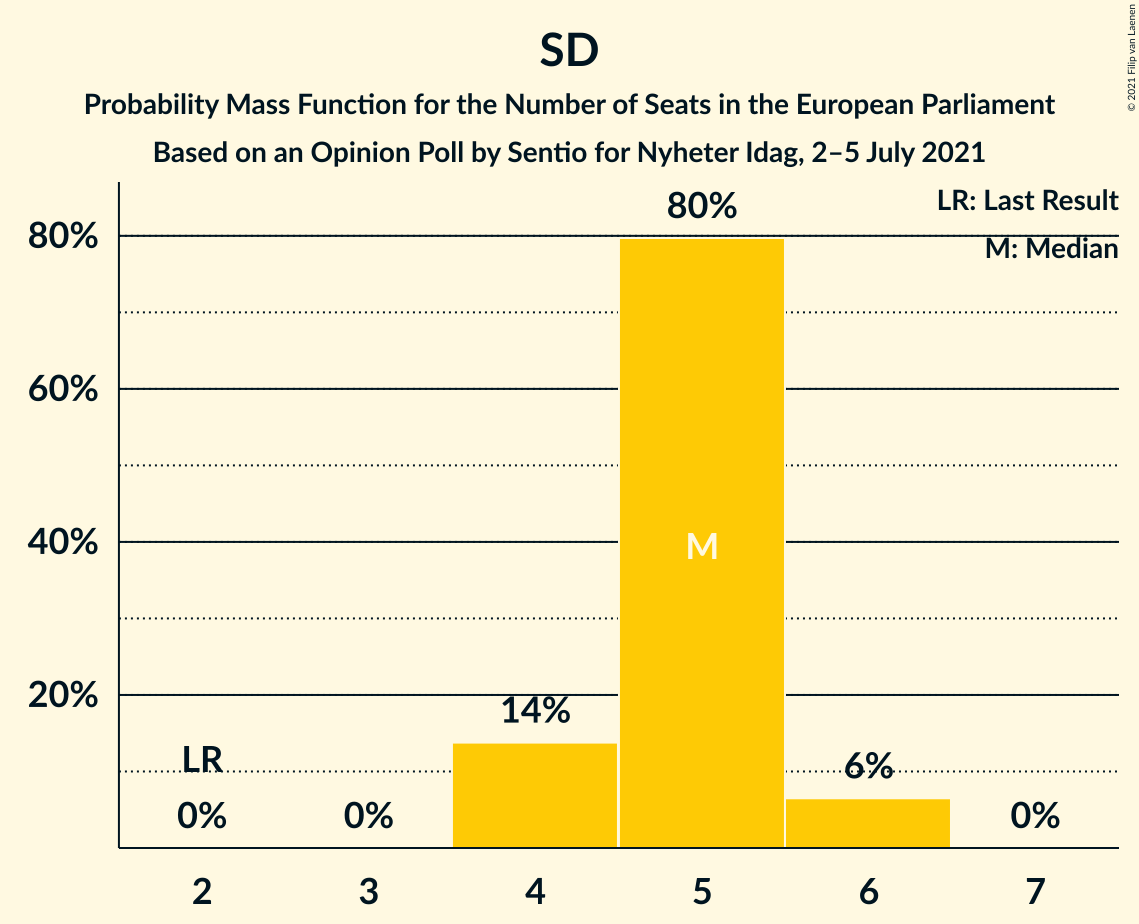 SD
Probability Mass Function for the Number of Seats in the European Parliament
Based on an Opinion Poll by Sentio for Nyheter Idag, 2–5 July 2021
© 2021 Filip van Laenen
LR: Last Result
M: Median
80%
60%
40%
20%
LR
0%
0%
14%
80%
M
6%
0%
2 3 4 5 6 7